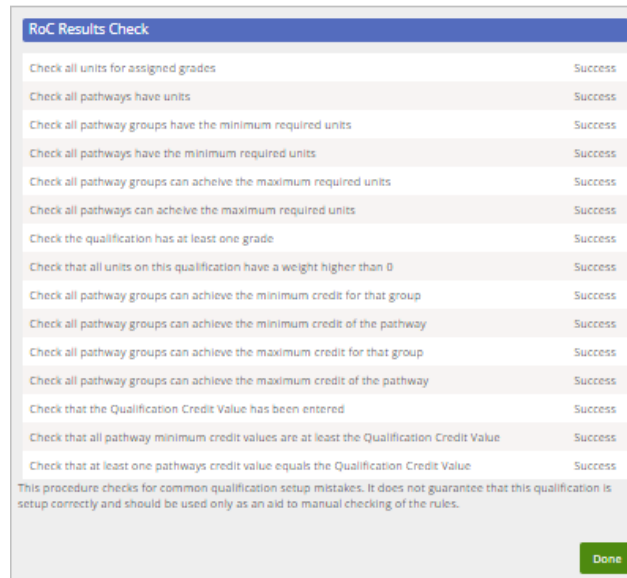 RoC Results Check
Check all units for assigned grades Success
Check all pathways have units Success
Check all pathway groups have the minimum required units Success
Check all pathways have the minimum required units Success
Check all pathway groups can acheive the maximum required units Success
Check all pathways can acheive the maximum required units Success
Check the qualification has at least one grade Success
Check that all units on this qualification have a weight higher than 0 Success
Check all pathway groups can achieve the minimum credit for that group Success
Check all pathway groups can achieve the minimum credit of the pathway Success
Check all pathway groups can achieve the maximum credit for that group Success
Check all pathway groups can achieve the maximum credit of the pathway Success
Check that the Qualification Credit Value has been entered Success
Check that all pathway minimum credit values are at least the Qualification Credit Value Success
Check that at least one pathways credit value equals the Qualification Credit Value Success
This procedure checks for common qualification setup mistakes. It does not guarantee that this qualification is
setup correctly and should be used only as an aid to manual checking of the rules.
Done